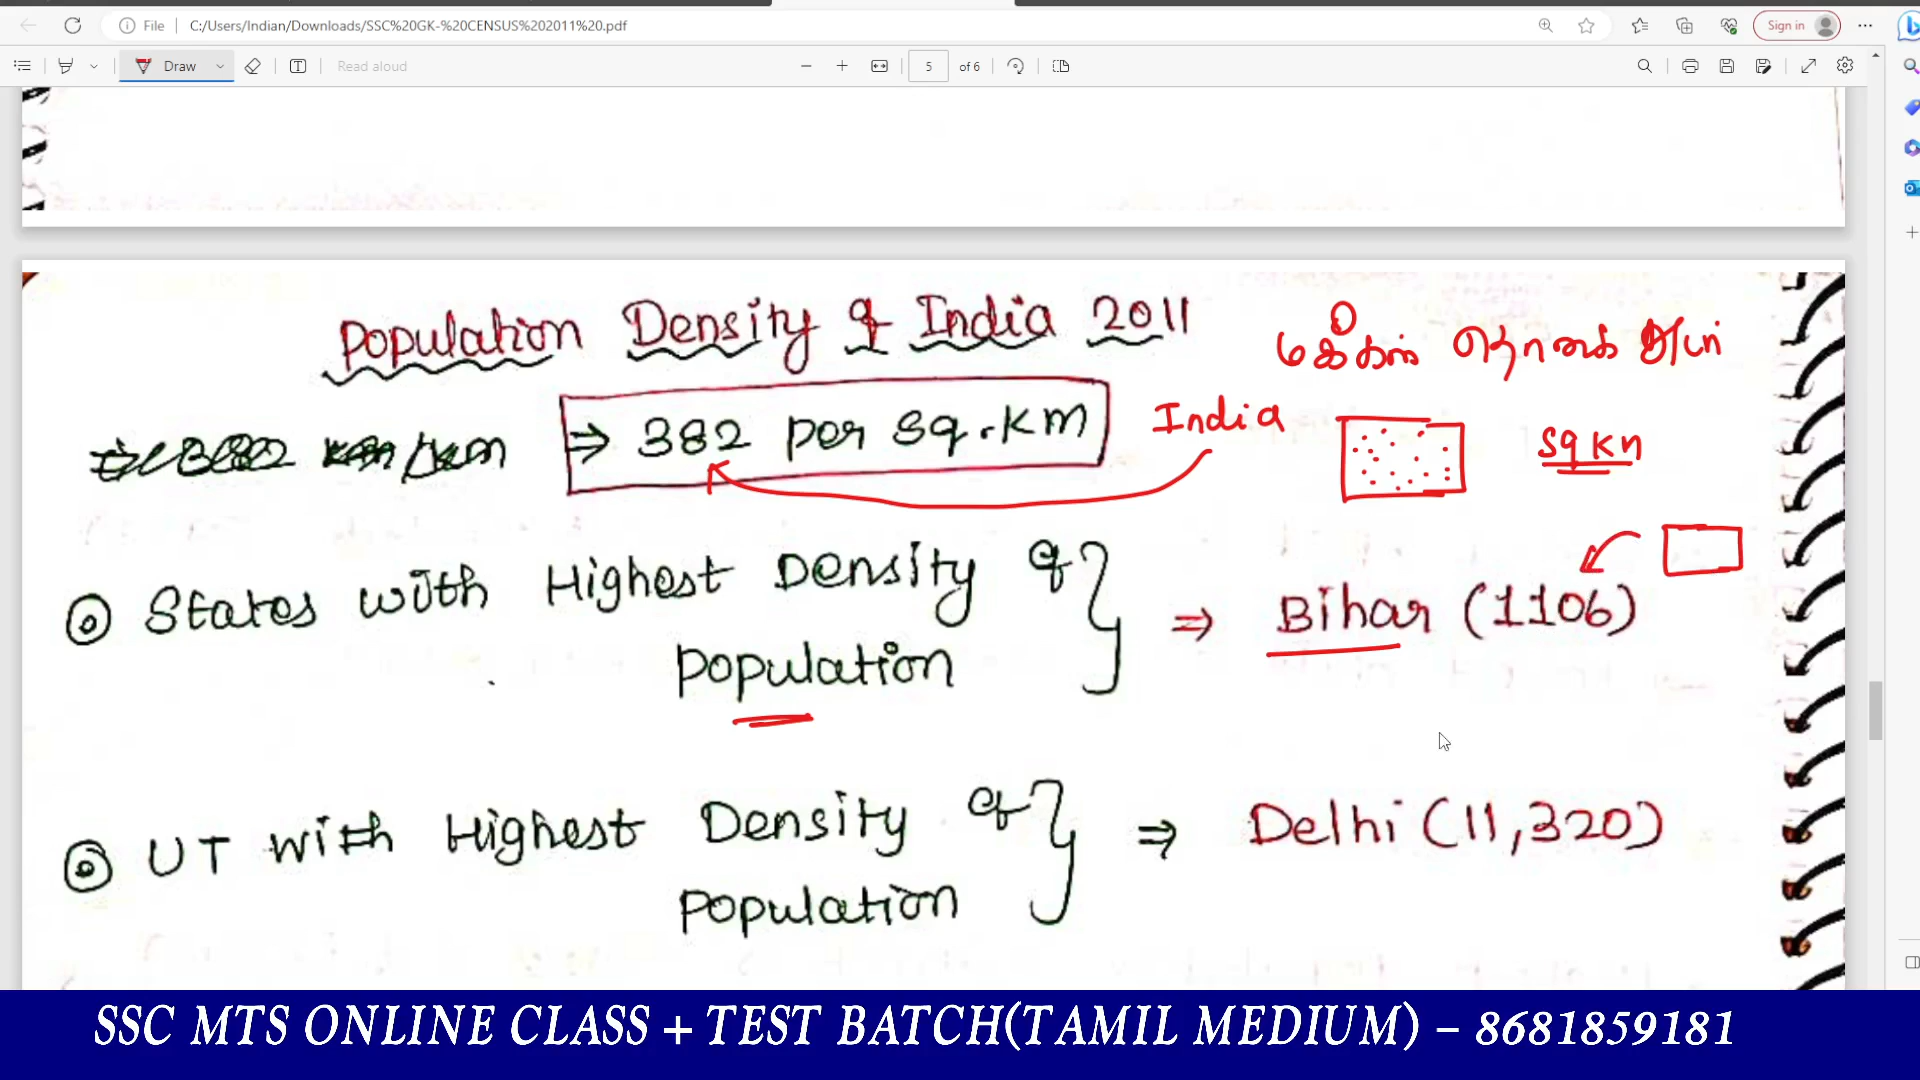 File C:/Users/Indian/Downloads/SSC%20GK-%20CENSUS%202011%20.pdf Sign in
Draw Read aloud 5 of 6
Population Density of India 2011
மக்கள்
⇒ 382 per sq.km
India
sq km
States with Highest Density of
Population
⇒ Bihar (1106)
UT with Highest Density of
Population
⇒ Delhi (11,320)
SSC MTS ONLINE CLASS + TEST BATCH(TAMIL MEDIUM) – 8681859181